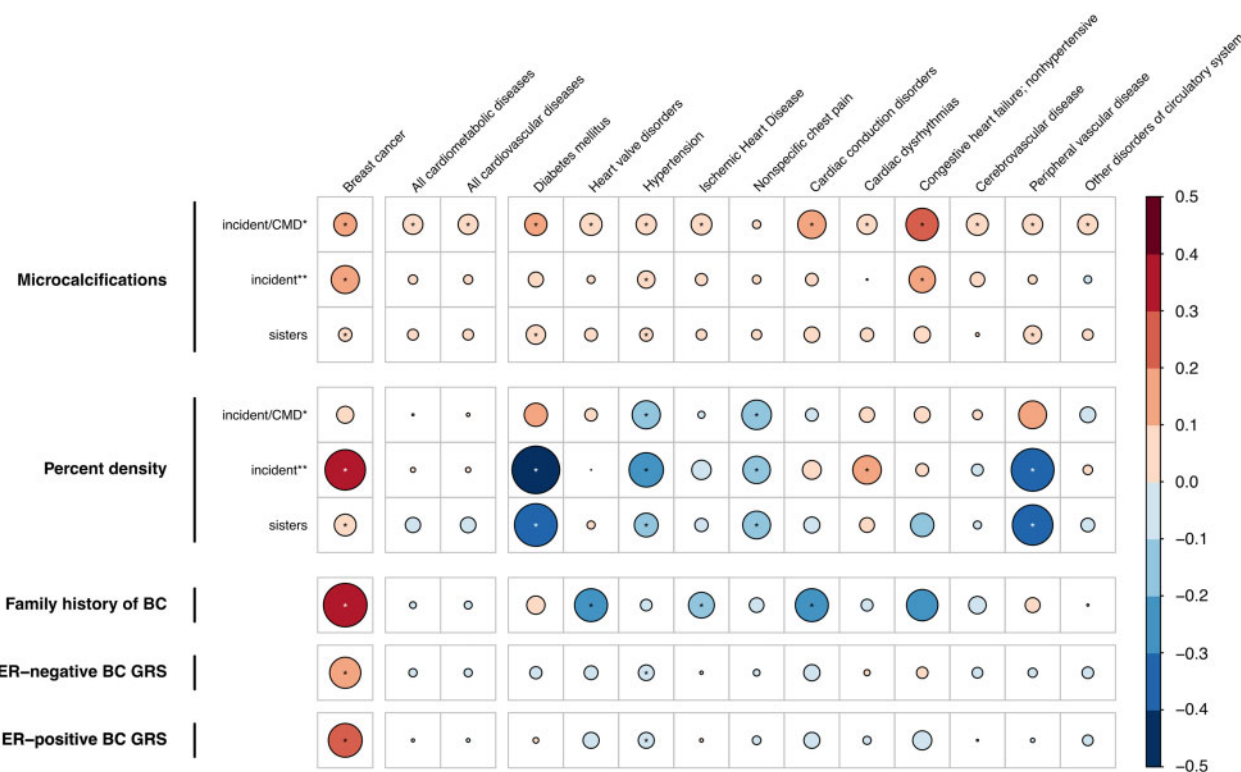 Breast cancer
All cardiometabolic diseases
All cardiovascular diseases
Diabetes mellitus
Heart valve disorders
Hypertension
Ischemic Heart Disease
Nonspecific chest pain
Cardiac conduction disorders
Cardiac dysrhythmias
Congestive heart failure; nonhypertensive
Cerebrovascular disease
Peripheral vascular disease
Other disorders of circulatory system
Microcalcifications
incident/CMD*
incident**
sisters
Percent density
incident/CMD*
incident**
sisters
Family history of BC
ER–negative BC GRS
ER–positive BC GRS
0.5
0.4
0.3
0.2
0.1
0.0
−0.1
−0.2
−0.3
−0.4
−0.5